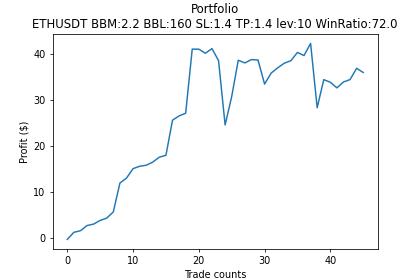 Portfolio
ETHUSDT BBM:2.2 BBL:160 SL:1.4 TP:1.4 lev:10 WinRatio:72.0
40
30
20
10
0
Profit ($)
0 10 20 30 40
Trade counts